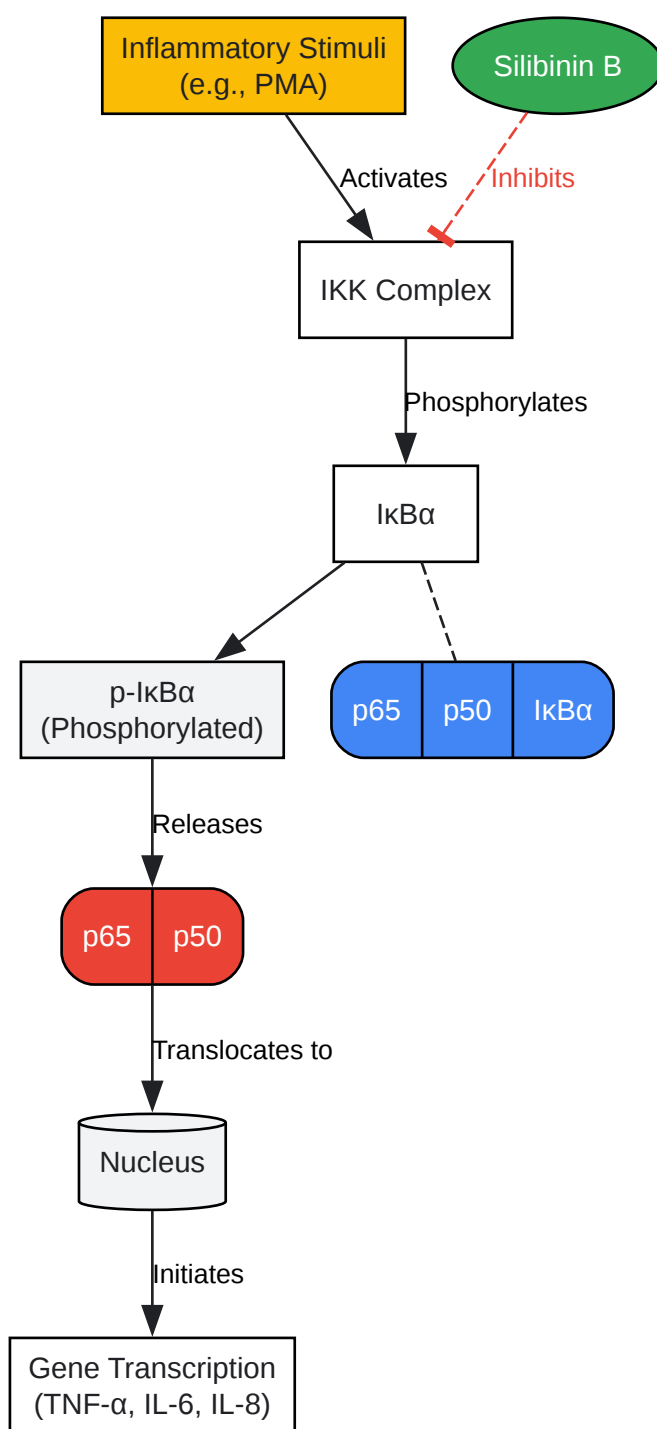 Inflammatory Stimuli
(e.g., PMA)
Silibinin B
Activates
Inhibits
IKK Complex
Phosphorylates
IκBα
p-IκBα
(Phosphorylated)
p65
p50
IκBα
Releases
p65
p50
Translocates to
Nucleus
Initiates
Gene Transcription
(TNF-α, IL-6, IL-8)